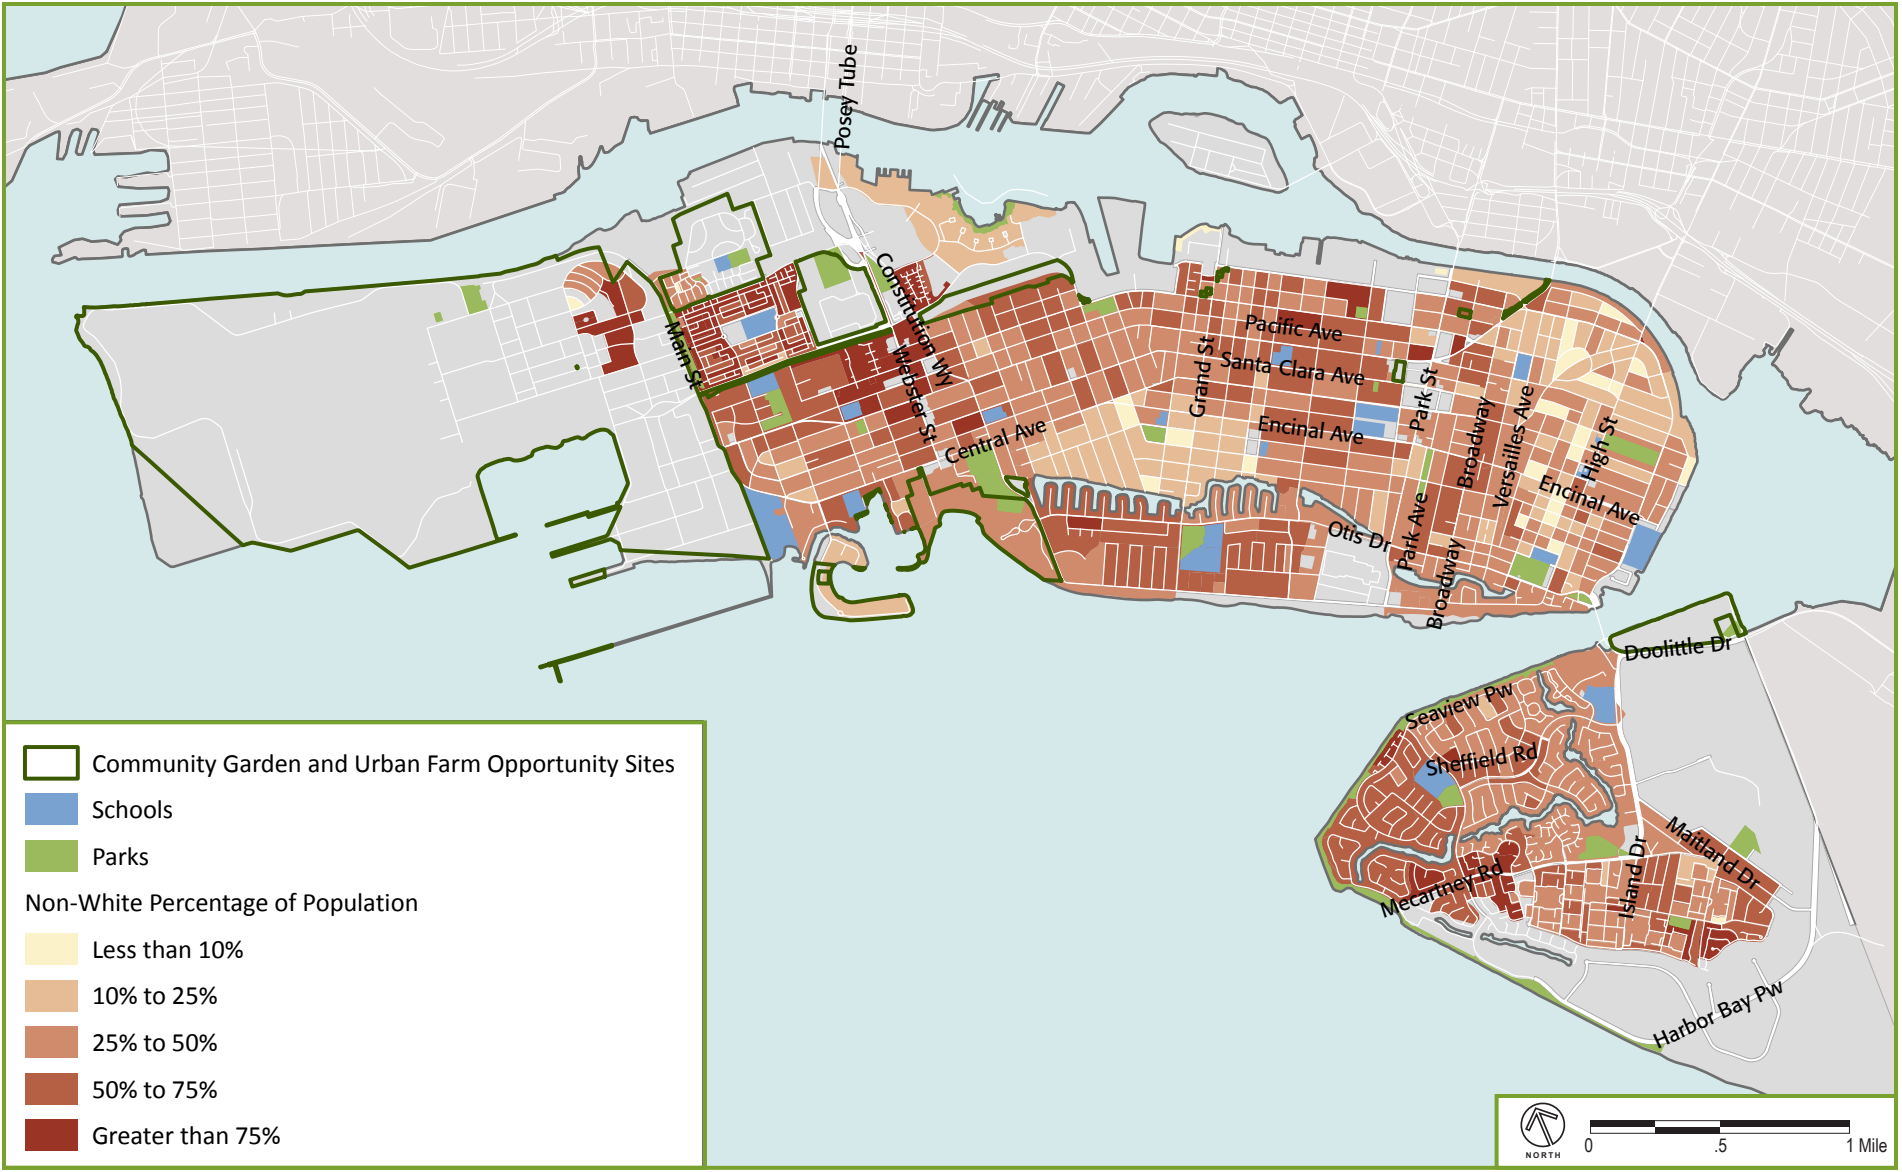 Posey Tube
Constitution Wy
Main St
Webster St
Central Ave
Grand St
Pacific Ave
Santa Clara Ave
Encinal Ave
Park St
Broadway
Versailles Ave
High St
Encinal Ave
Otis Dr
Park Ave
Broadway
Doolittle Dr
Seaview Pw
Sheffield Rd
Maitland Dr
Island Dr
Mecartney Rd
Harbor Bay Pw
Community Garden and Urban Farm Opportunity Sites
Schools
Parks
Non-White Percentage of Population
Less than 10%
10% to 25%
25% to 50%
50% to 75%
Greater than 75%
NORTH
0 .5 1 Mile